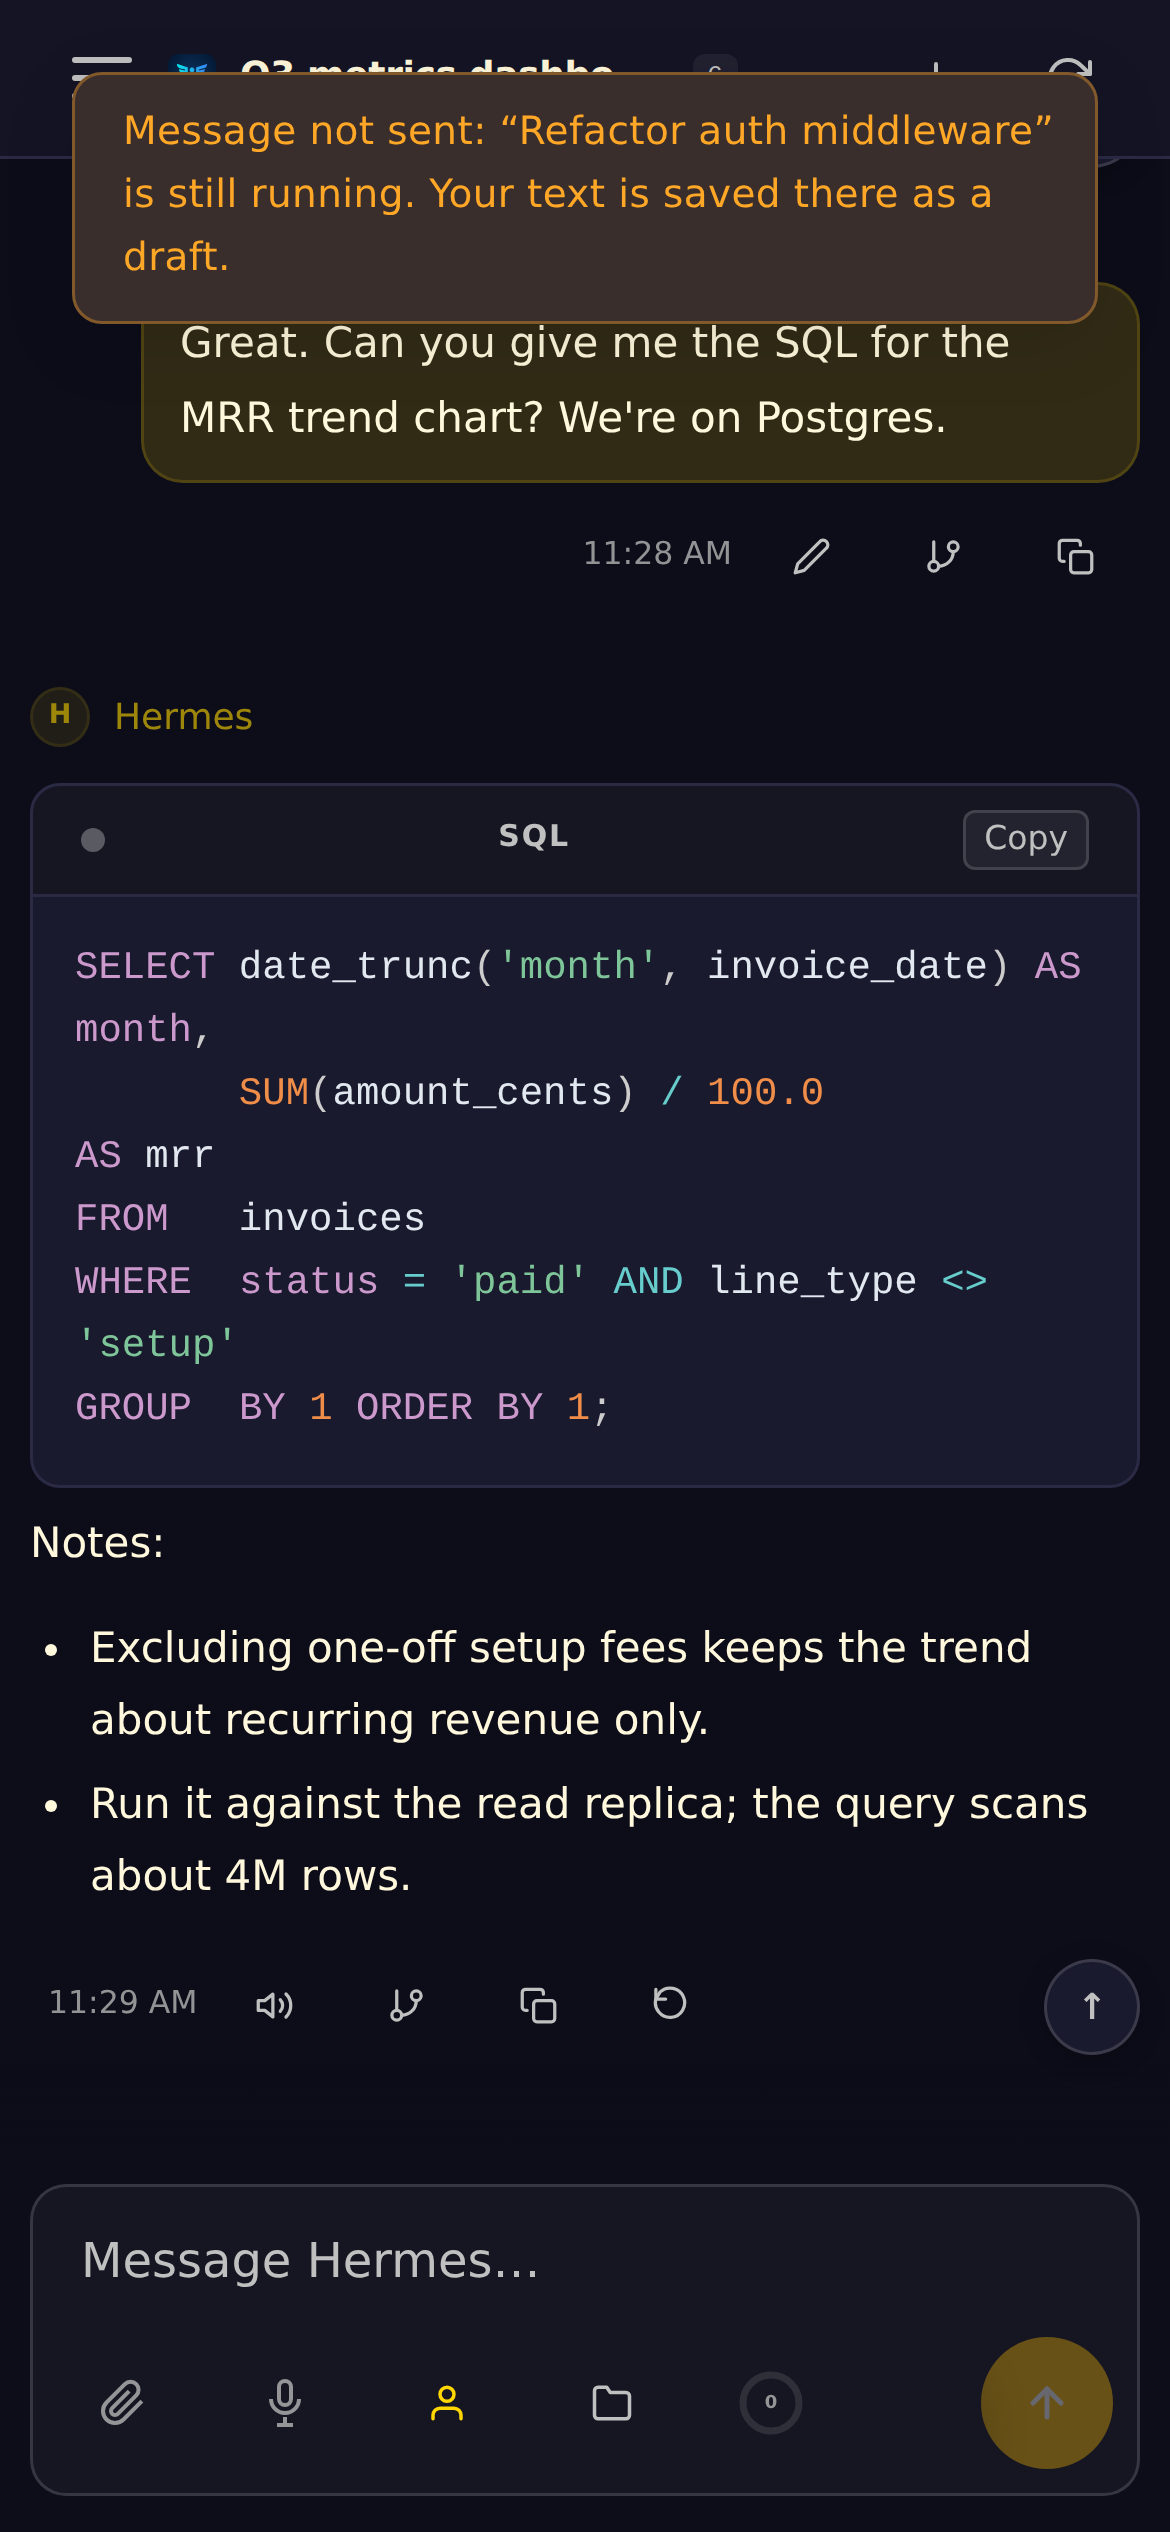 Q3 metrics dashbo
Message not sent: “Refactor auth middleware”
is still running. Your text is saved there as a
draft.
Great. Can you give me the SQL for the
MRR trend chart? We're on Postgres.
11:28 AM
H Hermes
SQL Copy
SELECT date_trunc('month', invoice_date) AS
month,
SUM(amount_cents) / 100.0
AS mrr
FROM   invoices
WHERE  status = 'paid' AND line_type <>
'setup'
GROUP  BY 1 ORDER BY 1;
Notes:
• Excluding one-off setup fees keeps the trend
about recurring revenue only.
• Run it against the read replica; the query scans
about 4M rows.
11:29 AM
Message Hermes...
0